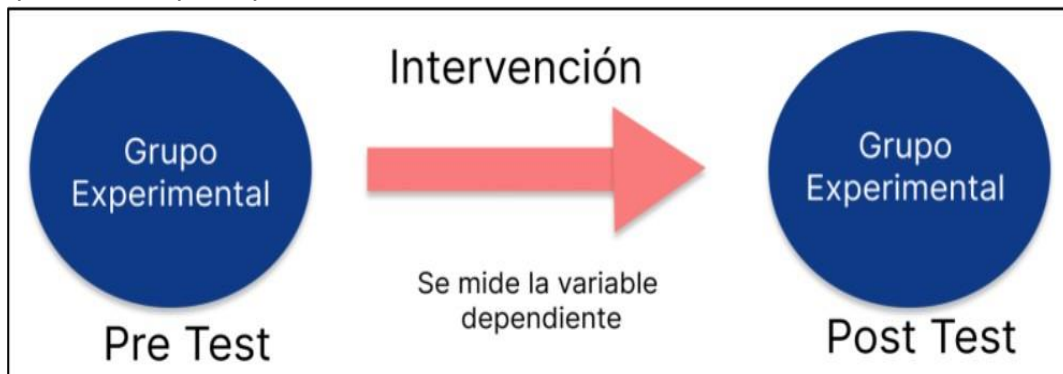 Grupo
Experimental
Pre Test
Intervención
Se mide la variable
dependiente
Grupo
Experimental
Post Test